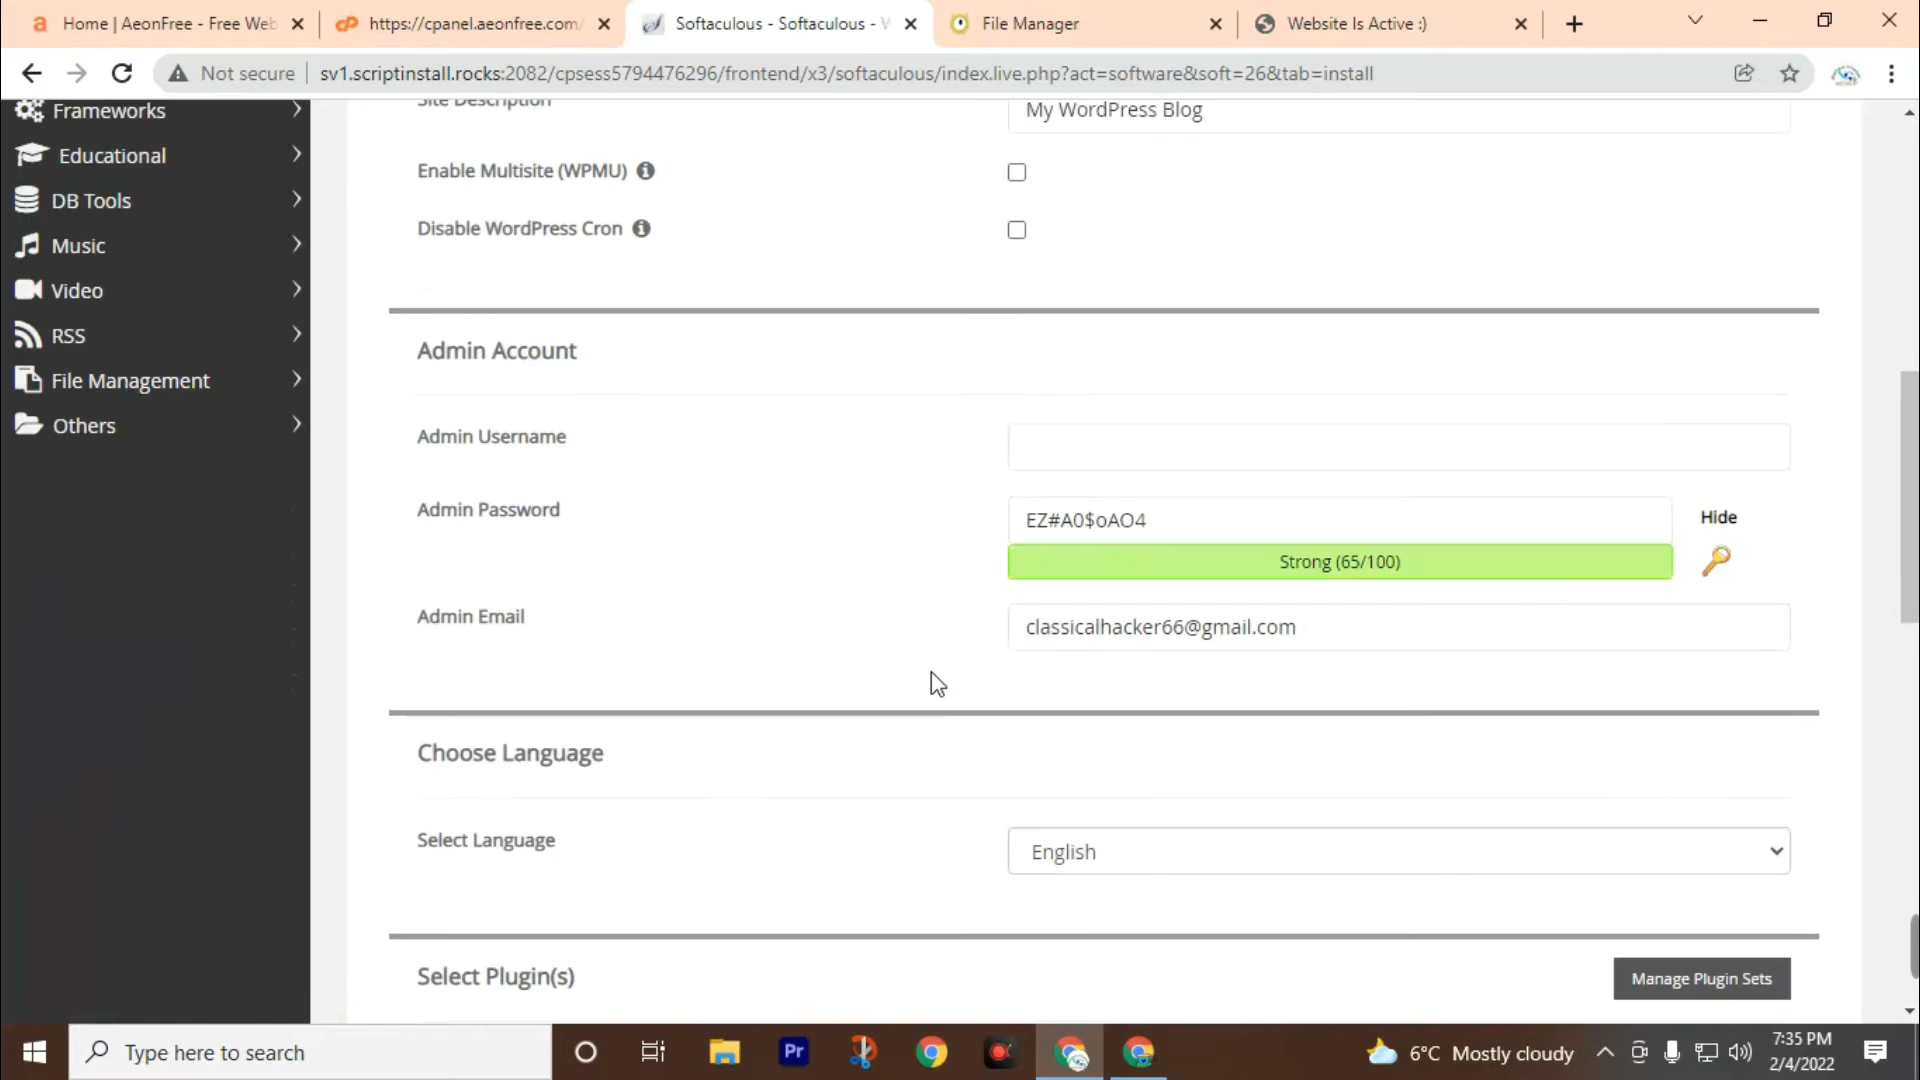 Home | AeonFree - Free Web
https://cpanel.aeonfree.com/
Softaculous - Softaculous - W
File Manager
Website Is Active :)
Not secure
sv1.scriptinstall.rocks:2082/cpsess5794476296/frontend/x3/softaculous/index.live.php?act=software&soft=26&tab=install
Frameworks
Educational
DB Tools
Music
Video
RSS
File Management
Others
Site Description
My WordPress Blog
Enable Multisite (WPMU)
Disable WordPress Cron
Admin Account
Admin Username
Admin Password
EZ#A0$oAO4
Hide
Strong (65/100)
Admin Email
classicalhacker66@gmail.com
Choose Language
Select Language
English
Select Plugin(s)
Manage Plugin Sets
Type here to search
Pr
6°C Mostly cloudy
7:35 PM
2/4/2022